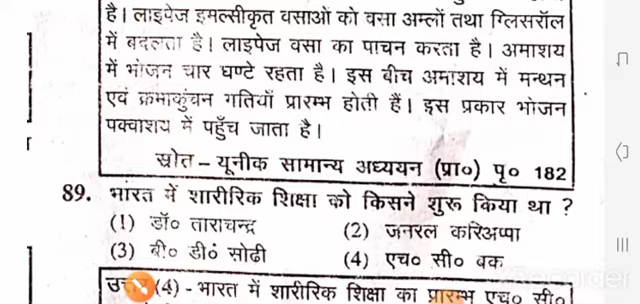 है। लाइपेज इमल्सीकृत वसाओं को वसा अम्लों तथा ग्लिसरॉल
में बदलता है। लाइपेज वसा का पाचन करता है। अमाशय
में भोजन चार घण्टे रहता है। इस बीच अमाशय में मन्थन
एवं क्रमाकुंचन गतियाँ प्रारम्भ होती हैं। इस प्रकार भोजन
पक्वाशय में पहुँच जाता है।
स्रोत–यूनीक सामान्य अध्ययन (प्रा०) पृ० 182
89. भारत में शारीरिक शिक्षा को किसने शुरू किया था ?
(1) डॉ० ताराचन्द्र (2) जनरल करिअप्पा
(3) बी० डी० सोढी (4) एच० सी० बक
उत्तर (4) - भारत में शारीरिक शिक्षा का प्रारम्भ एच० सी०